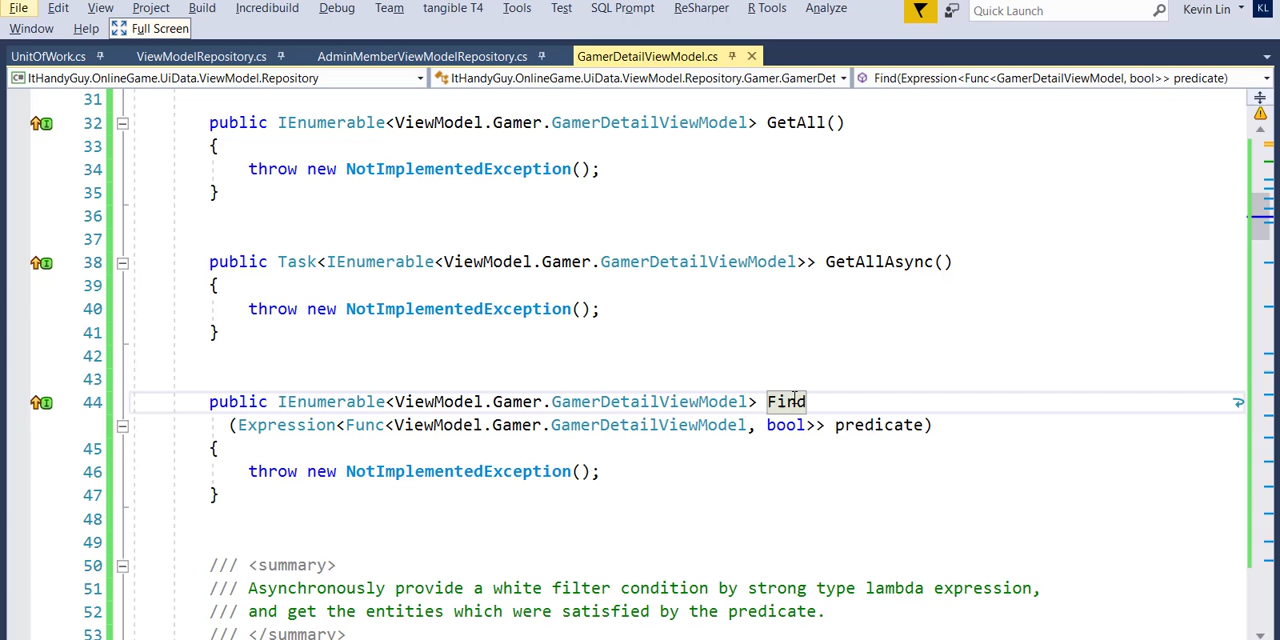 File Edit View Project Build Incredibuild Debug Team tangible T4 Tools Test SQL Prompt ReSharper R Tools Analyze Quick Launch Kevin Lin KL
Window Help Full Screen
UnitOfWork.cs ViewModelRepository.cs AdminMemberViewModelRepository.cs GamerDetailViewModel.cs
ItHandyGuy.OnlineGame.UiData.ViewModel.Repository ItHandyGuy.OnlineGame.UiData.ViewModel.Repository.Gamer.GamerDet Find(Expression<Func<GamerDetailViewModel, bool>> predicate)
31
32 public IEnumerable<ViewModel.Gamer.GamerDetailViewModel> GetAll()
33 {
34 throw new NotImplementedException();
35 }
36
37
38 public Task<IEnumerable<ViewModel.Gamer.GamerDetailViewModel>> GetAllAsync()
39 {
40 throw new NotImplementedException();
41 }
42
43
44 public IEnumerable<ViewModel.Gamer.GamerDetailViewModel> Find
(Expression<Func<ViewModel.Gamer.GamerDetailViewModel, bool>> predicate)
45 {
46 throw new NotImplementedException();
47 }
48
49
50 /// <summary>
51 /// Asynchronously provide a white filter condition by strong type lambda expression,
52 /// and get the entities which were satisfied by the predicate.
53 /// </summary>